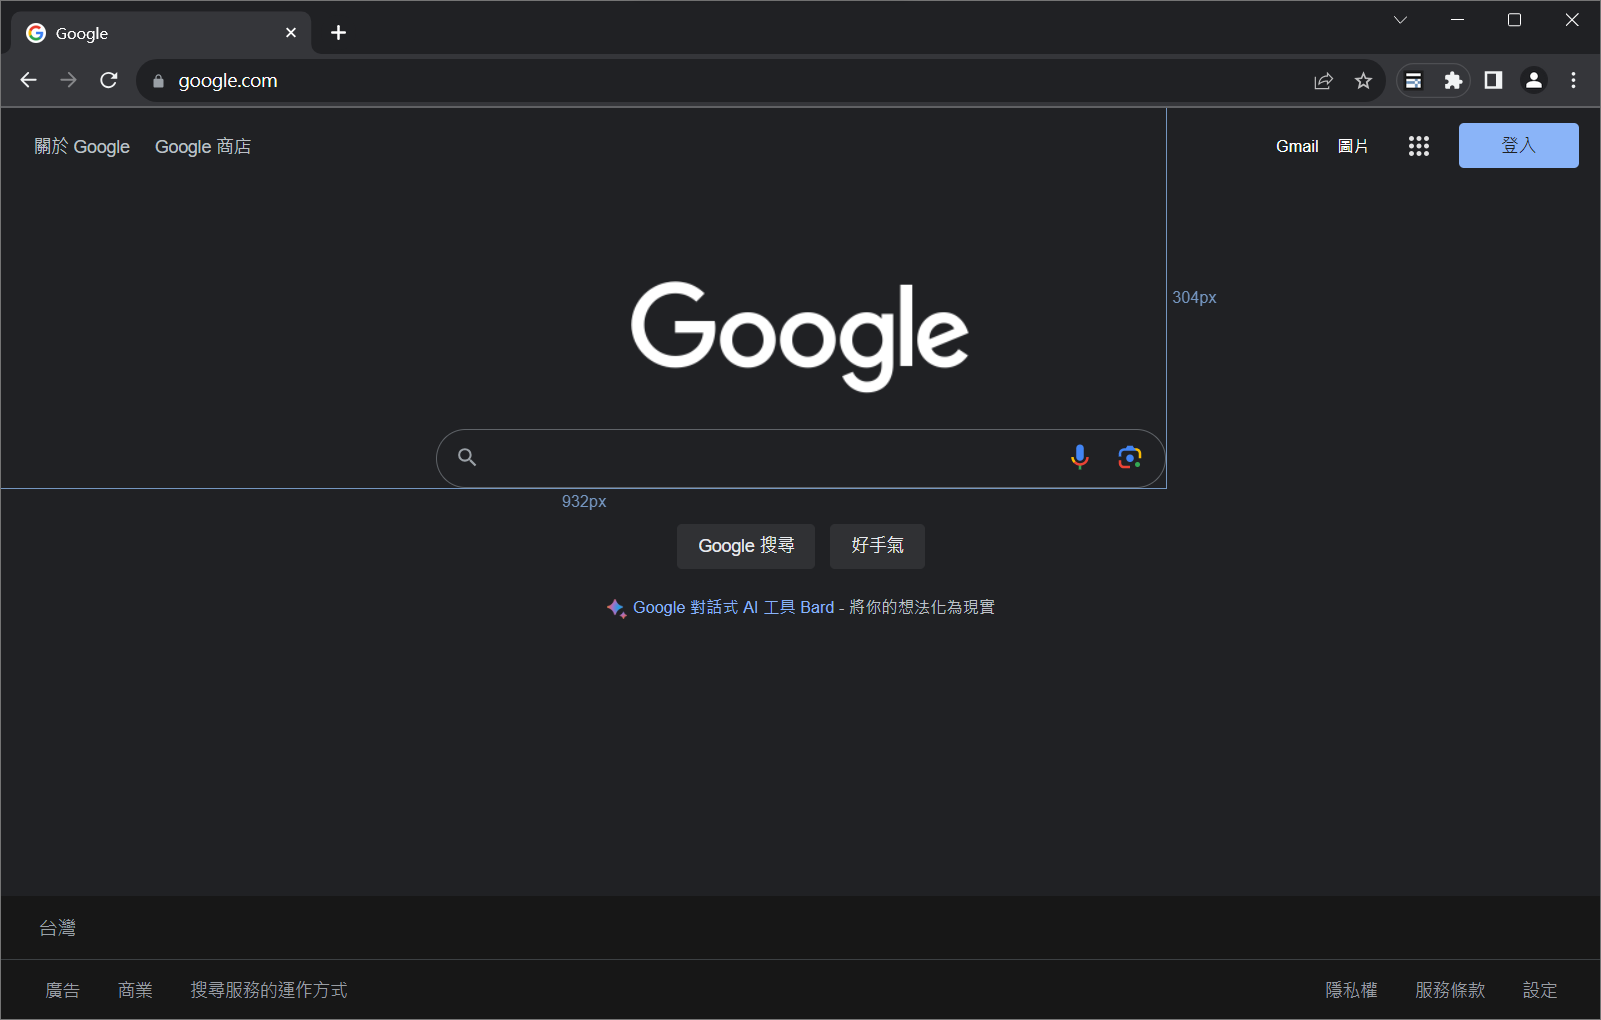 Google
google.com
關於 Google Google 商店 Gmail 圖片 登入
304px
Google
932px
Google 搜尋 好手氣
Google 對話式 AI 工具 Bard - 將你的想法化為現實
台灣
廣告 商業 搜尋服務的運作方式 隱私權 服務條款 設定